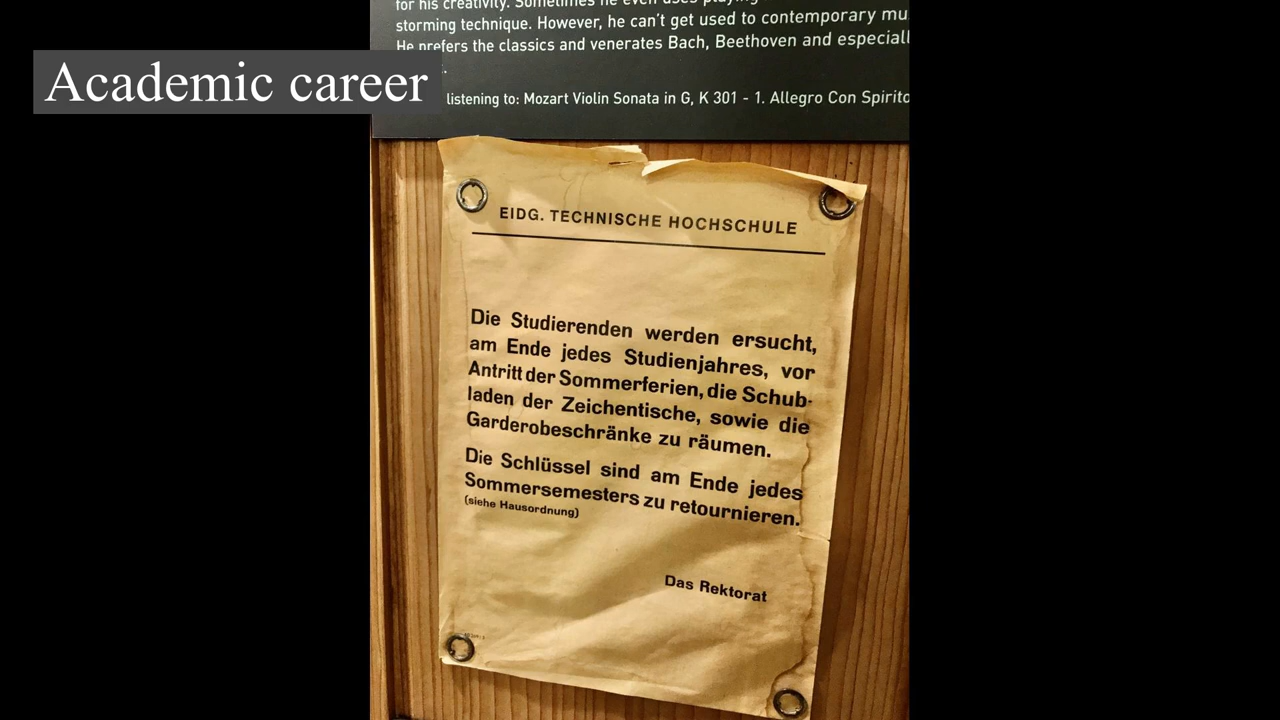 for his creativity. Sometimes he even uses playing
storming technique. However, he can't get used to contemporary mu
He prefers the classics and venerates Bach, Beethoven and especiall
Academic career
listening to: Mozart Violin Sonata in G, K 301 - 1. Allegro Con Spirito
EIDG. TECHNISCHE HOCHSCHULE
Die Studierenden werden ersucht,
am Ende jedes Studienjahres, vor
Antritt der Sommerferien, die Schub-
laden der Zeichentische, sowie die
Garderobeschränke zu räumen.
Die Schlüssel sind am Ende jedes
Sommersemesters zu retournieren.
(siehe Hausordnung)
Das Rektorat